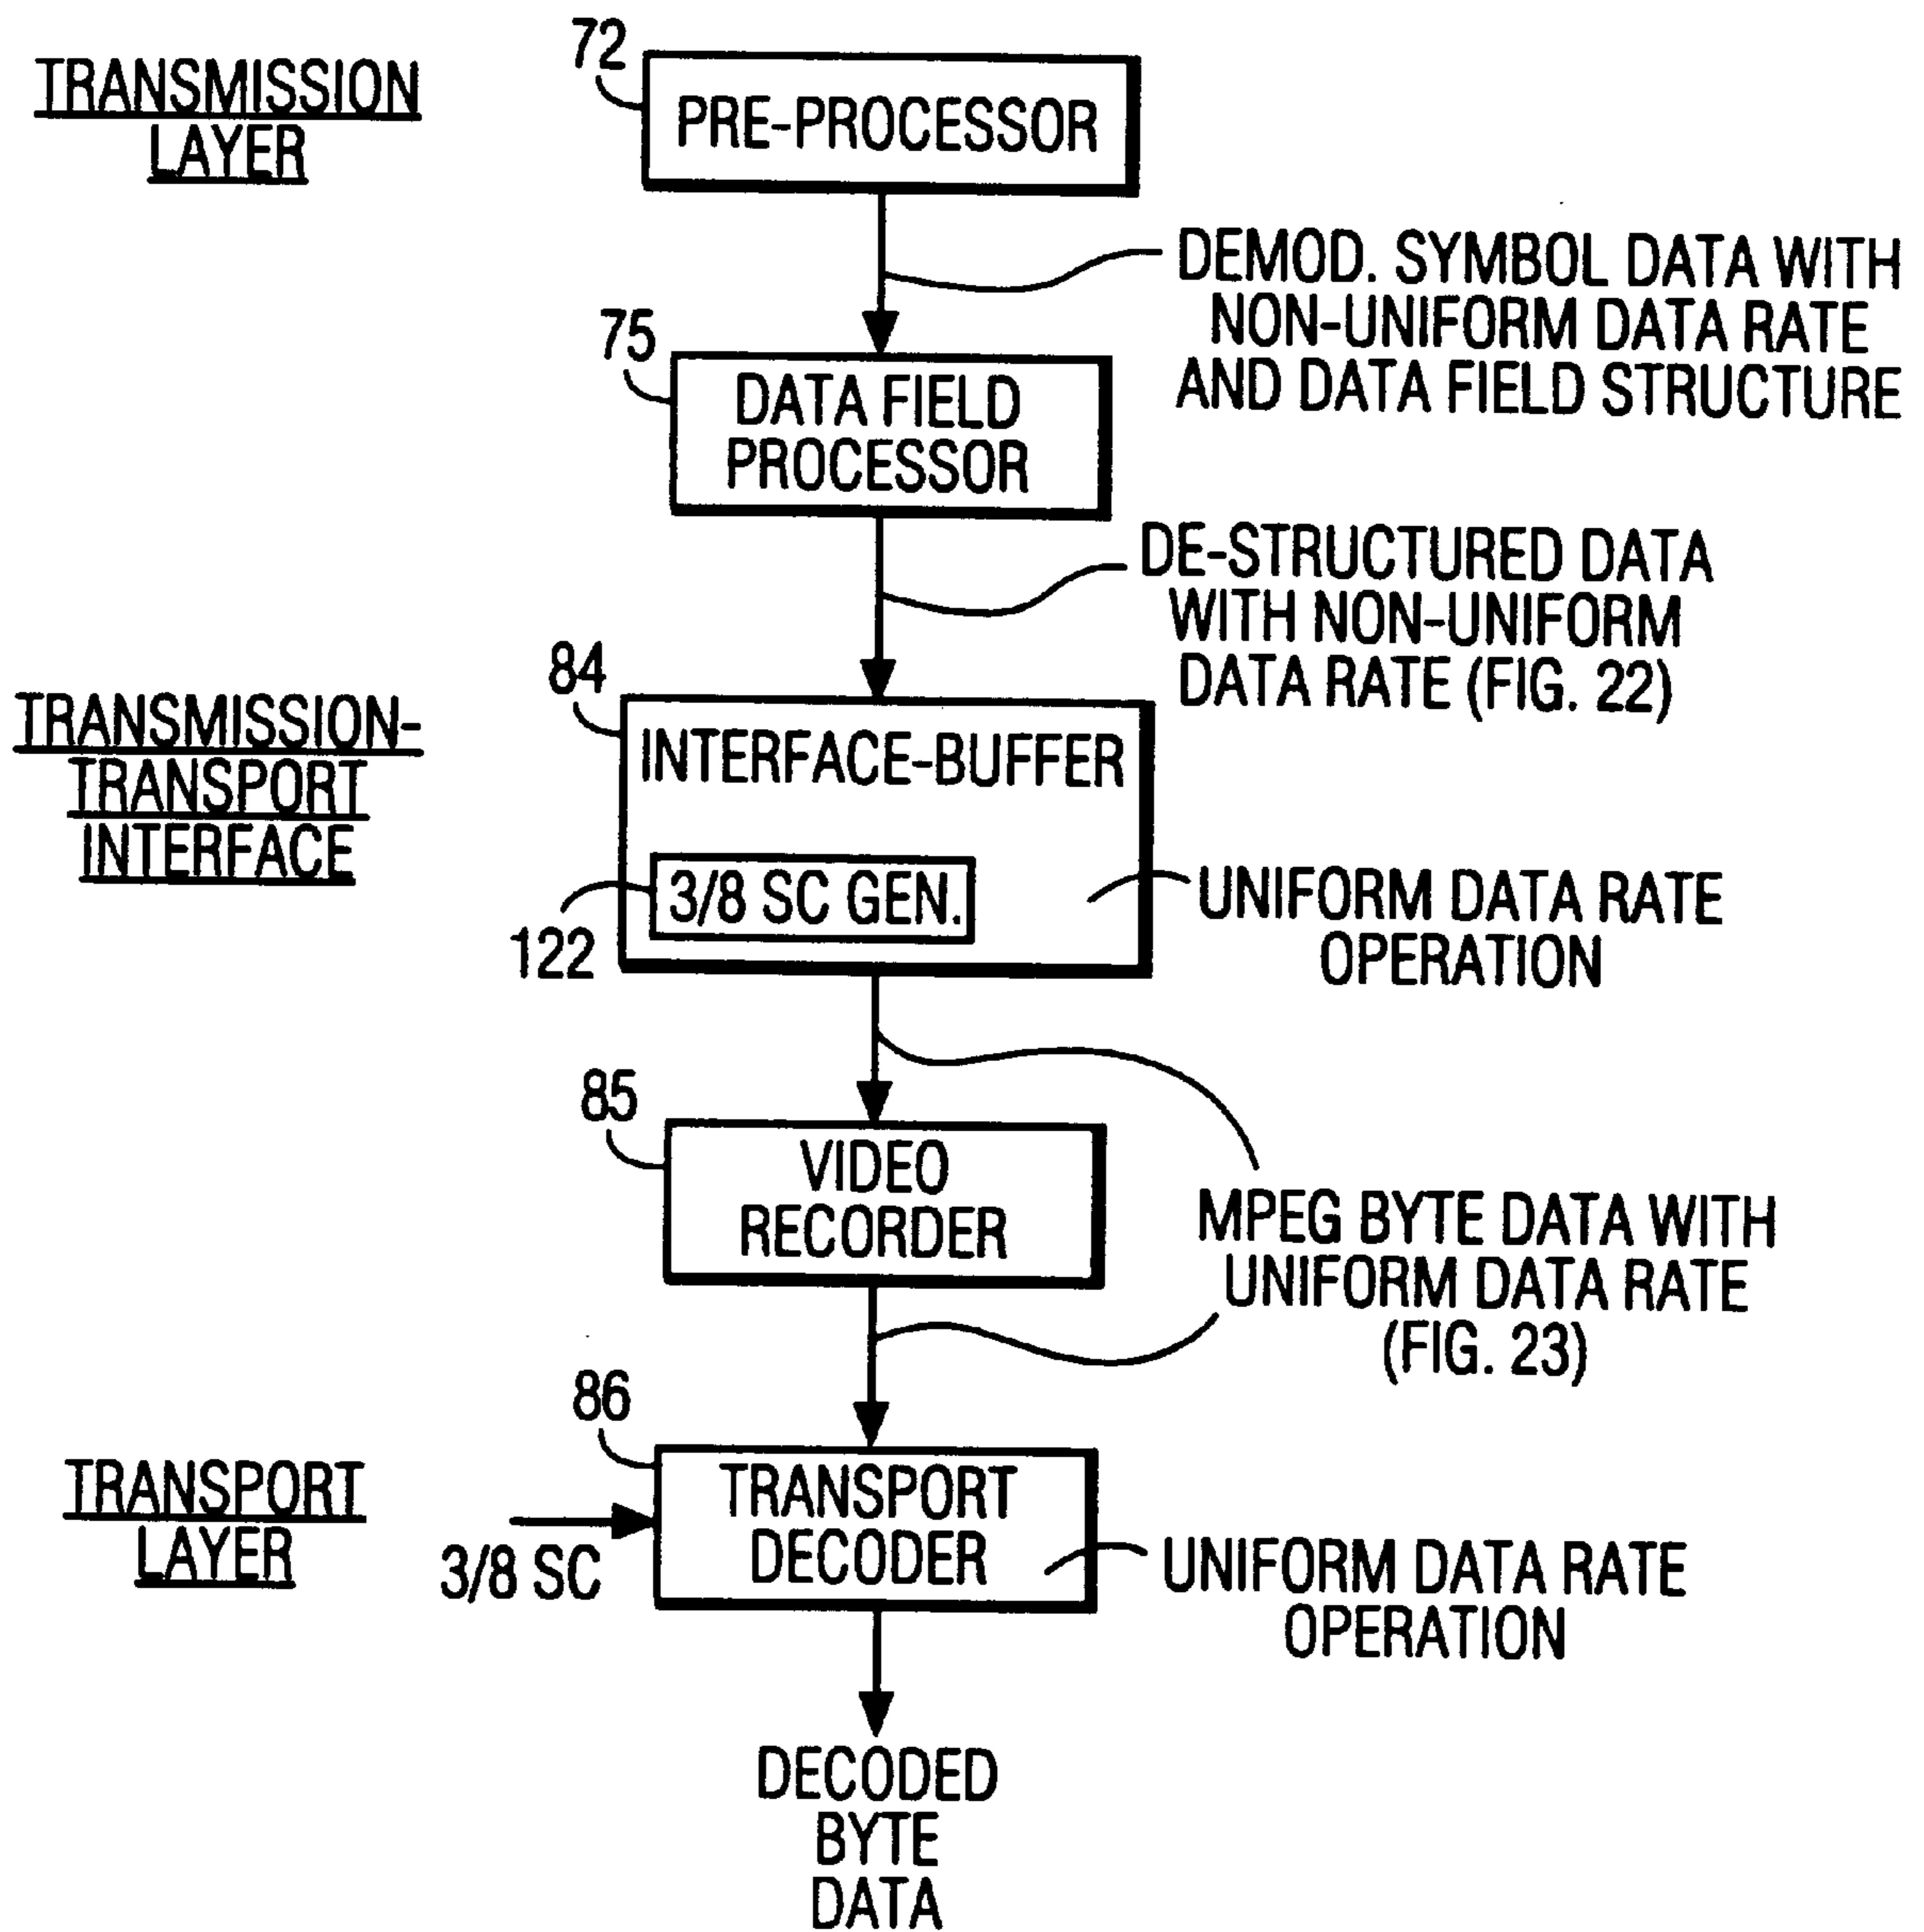 72
TRANSMISSION
LAYER
PRE-PROCESSOR
DEMOD. SYMBOL DATA WITH
NON-UNIFORM DATA RATE
AND DATA FIELD STRUCTURE
75
DATA FIELD
PROCESSOR
DE-STRUCTURED DATA
WITH NON-UNIFORM
DATA RATE (FIG. 22)
84
TRANSMISSION-
TRANSPORT
INTERFACE
INTERFACE-BUFFER
3/8 SC GEN.
122
UNIFORM DATA RATE
OPERATION
85
VIDEO
RECORDER
MPEG BYTE DATA WITH
UNIFORM DATA RATE
(FIG. 23)
86
TRANSPORT
LAYER
3/8 SC
TRANSPORT
DECODER
UNIFORM DATA RATE
OPERATION
DECODED
BYTE
DATA